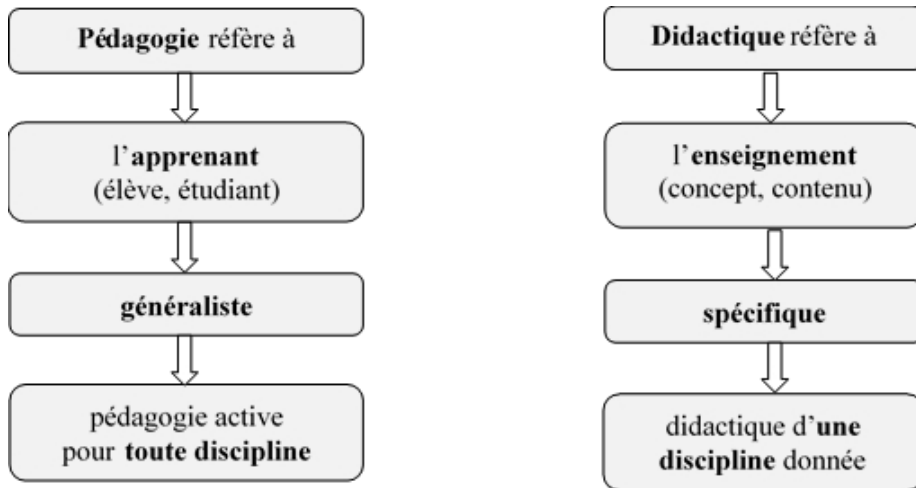 Pédagogie réfère à
l'apprenant
(élève, étudiant)
généraliste
pédagogie active
pour toute discipline
Didactique réfère à
l'enseignement
(concept, contenu)
spécifique
didactique d'une
discipline donnée